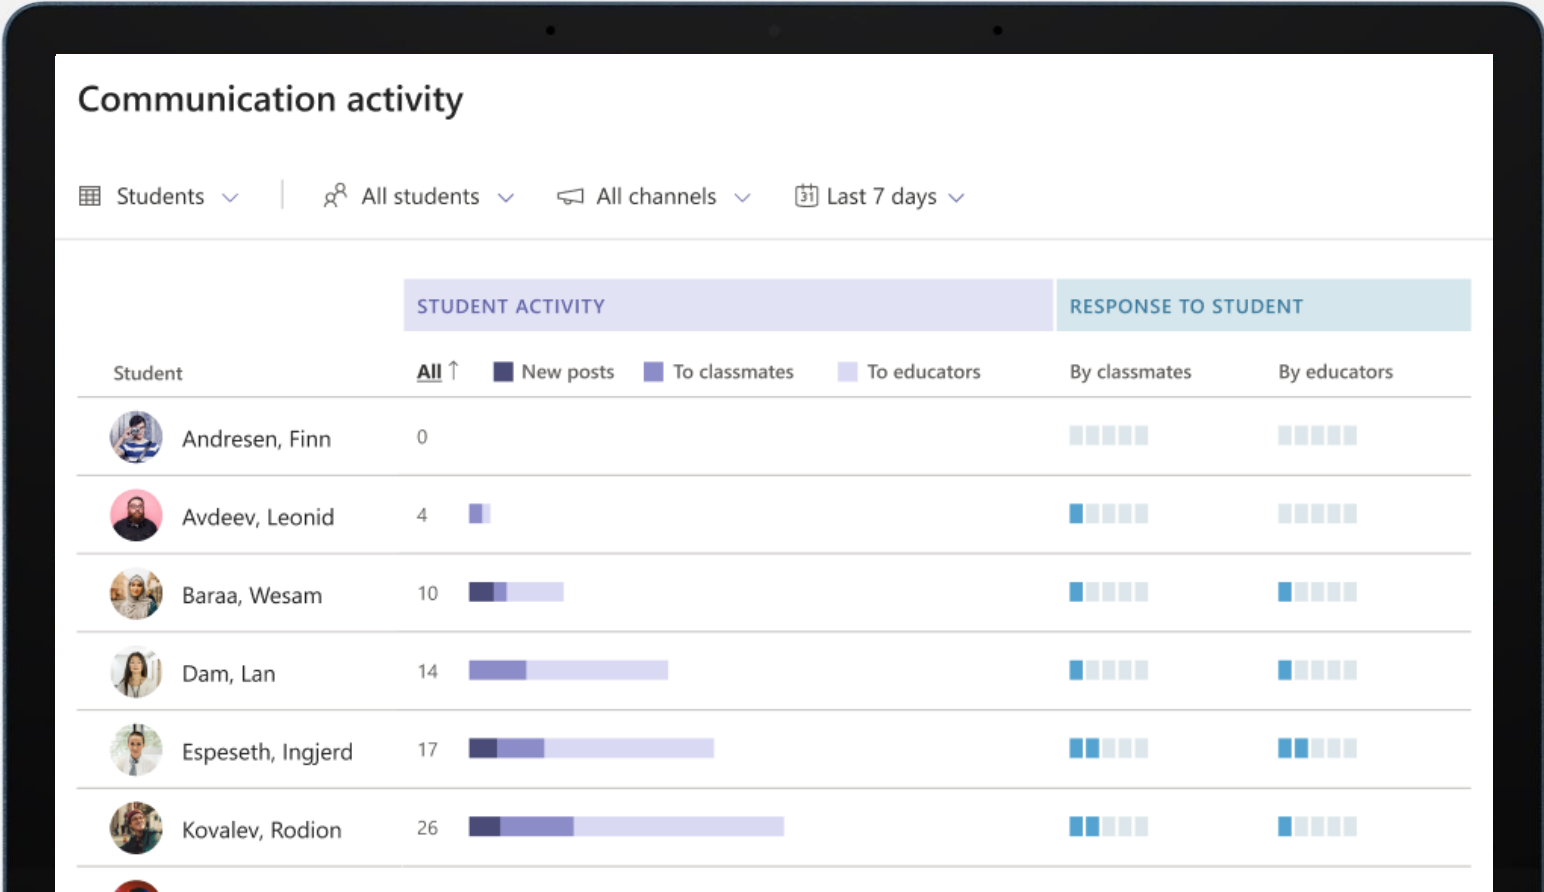 Communication activity
Students All students All channels 31 Last 7 days
STUDENT ACTIVITY RESPONSE TO STUDENT
Student All ↑ New posts To classmates To educators By classmates By educators
Andresen, Finn 0
Avdeev, Leonid 4
Baraa, Wesam 10
Dam, Lan 14
Espeseth, Ingjerd 17
Kovalev, Rodion 26